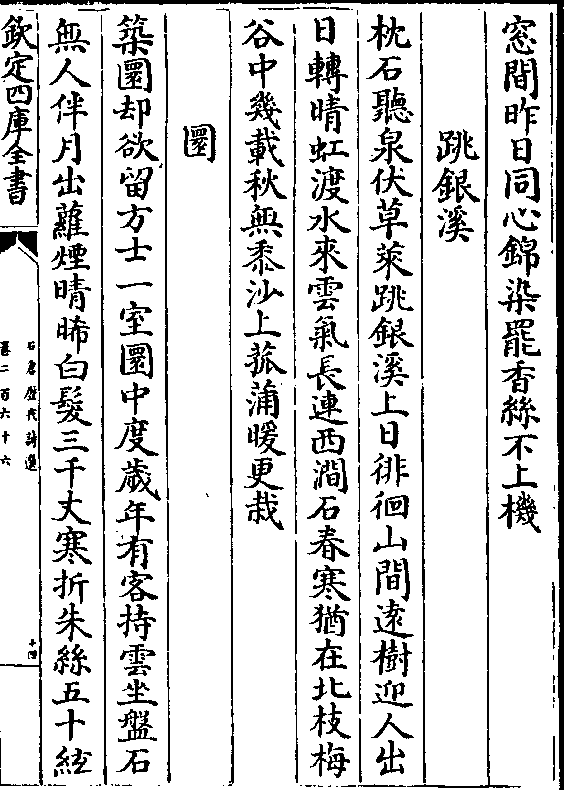 窓間昨日同心錦染罷香絲不上機
跳銀溪
枕石聽泉伏草萊跳銀溪上日徘徊山間逺樹迎人出
日轉晴虹渡水來雲氣長連西澗石春寒猶在北枝梅
谷中幾載秋無黍沙上菰蒲暖更栽
圜
築圜却欲留方士一室圜中度歲年有客持雲坐盤石
無人伴月出蘿煙晴晞白髮三千丈寒折朱絲五十絃
欽定四庫全書
石倉歷代詩選
卷二百六十六
十四